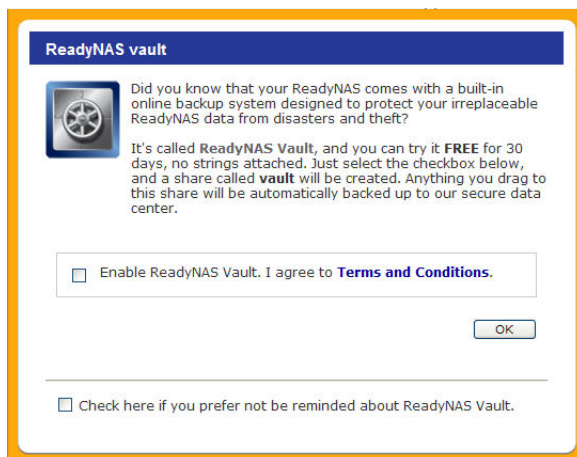 ReadyNAS vault
Did you know that your ReadyNAS comes with a built-in
online backup system designed to protect your irreplaceable
ReadyNAS data from disasters and theft?
It's called ReadyNAS Vault, and you can try it FREE for 30
days, no strings attached. Just select the checkbox below,
and a share called vault will be created. Anything you drag to
this share will be automatically backed up to our secure data
center.
Enable ReadyNAS Vault. I agree to Terms and Conditions.
OK
Check here if you prefer not be reminded about ReadyNAS Vault.